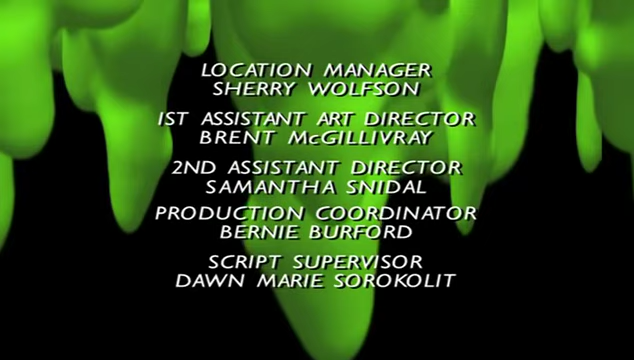 LOCATION MANAGER
SHERRY WOLFSON
1ST ASSISTANT ART DIRECTOR
BRENT McGILLIVRAY
2ND ASSISTANT DIRECTOR
SAMANTHA SNIDAL
PRODUCTION COORDINATOR
BERNIE BURFORD
SCRIPT SUPERVISOR
DAWN MARIE SOROKOLIT